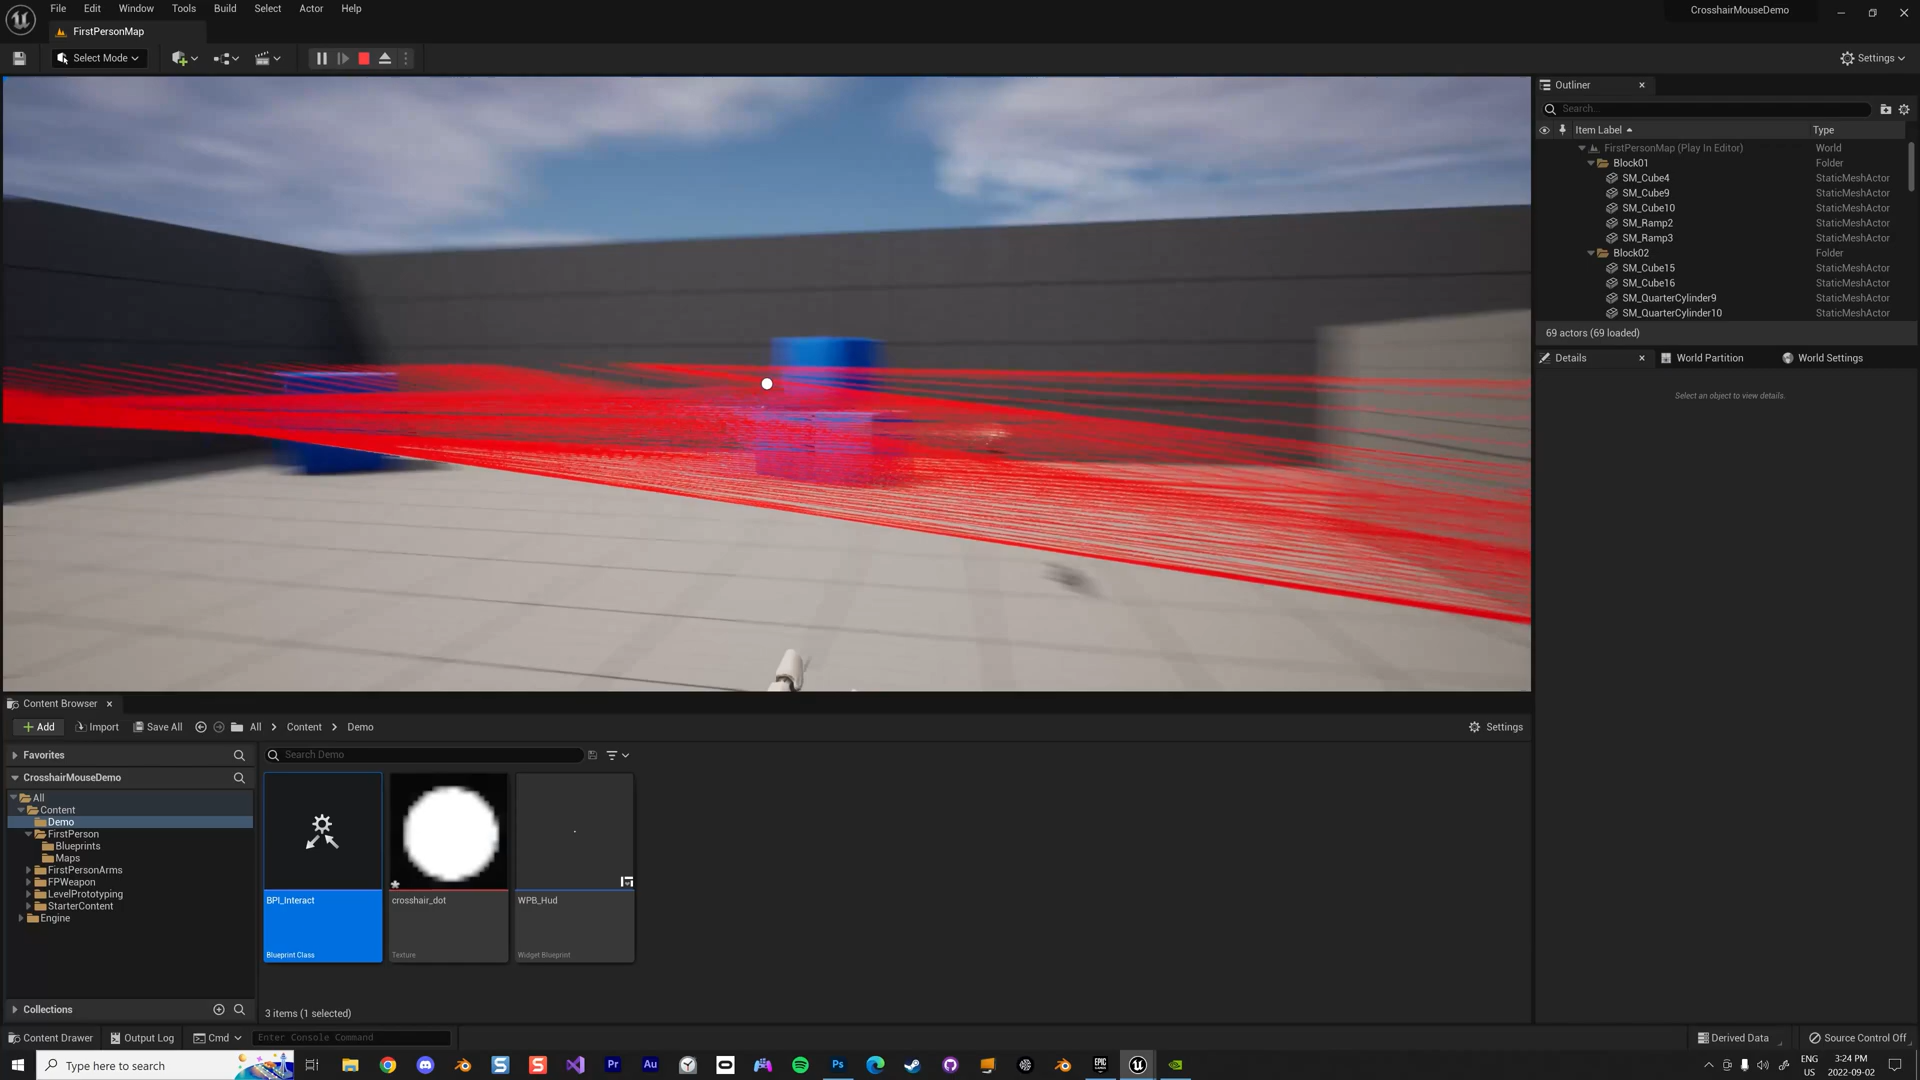 File Edit Window Tools Build Select Actor Help
CrosshairMouseDemo
FirstPersonMap
Select Mode
Settings
Outliner
Search...
Item Label Type
FirstPersonMap (Play In Editor) World
Block01 Folder
SM_Cube4 StaticMeshActor
SM_Cube9 StaticMeshActor
SM_Cube10 StaticMeshActor
SM_Ramp2 StaticMeshActor
SM_Ramp3 StaticMeshActor
Block02 Folder
SM_Cube15 StaticMeshActor
SM_Cube16 StaticMeshActor
SM_QuarterCylinder9 StaticMeshActor
SM_QuarterCylinder10 StaticMeshActor
69 actors (69 loaded)
Details World Partition World Settings
Select an object to view details.
Content Browser
Add Import Save All All Content Demo
Settings
Favorites
Search Demo
CrosshairMouseDemo
All
Content
Demo
FirstPerson
Blueprints
Maps
FirstPersonArms
FPWeapon
LevelPrototyping
StarterContent
Engine
BPI_Interact
Blueprint Class
crosshair_dot
Texture
WPB_Hud
Widget Blueprint
Collections
3 items (1 selected)
Content Drawer Output Log Cmd Enter Console Command
Derived Data Source Control Off
Type here to search
Pr Au Ps
EPIC
ENG
US
3:24 PM
2022-09-02